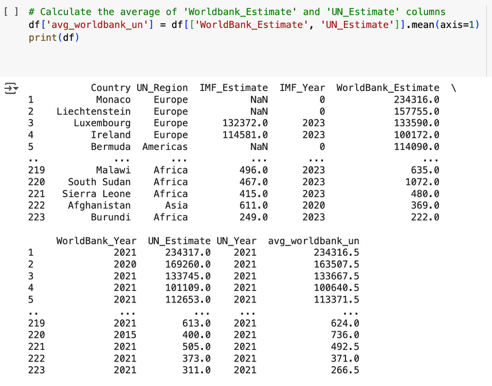 [ ] # Calculate the average of 'Worldbank_Estimate' and 'UN_Estimate' columns
df['avg_worldbank_un'] = df[['WorldBank_Estimate', 'UN_Estimate']].mean(axis=1)
print(df)
Country UN_Region IMF_Estimate IMF_Year WorldBank_Estimate \
1 Monaco Europe NaN 0 234316.0
2 Liechtenstein Europe NaN 0 157755.0
3 Luxembourg Europe 132372.0 2023 133590.0
4 Ireland Europe 114581.0 2023 100172.0
5 Bermuda Americas NaN 0 114090.0
.. ... ... ... ... ...
219 Malawi Africa 496.0 2023 635.0
220 South Sudan Africa 467.0 2023 1072.0
221 Sierra Leone Africa 415.0 2023 480.0
222 Afghanistan Asia 611.0 2020 369.0
223 Burundi Africa 249.0 2023 222.0
WorldBank_Year UN_Estimate UN_Year avg_worldbank_un
1 2021 234317.0 2021 234316.5
2 2020 169260.0 2021 163507.5
3 2021 133745.0 2021 133667.5
4 2021 101109.0 2021 100640.5
5 2021 112653.0 2021 113371.5
.. ... ... ... ...
219 2021 613.0 2021 624.0
220 2015 400.0 2021 736.0
221 2021 505.0 2021 492.5
222 2021 373.0 2021 371.0
223 2021 311.0 2021 266.5